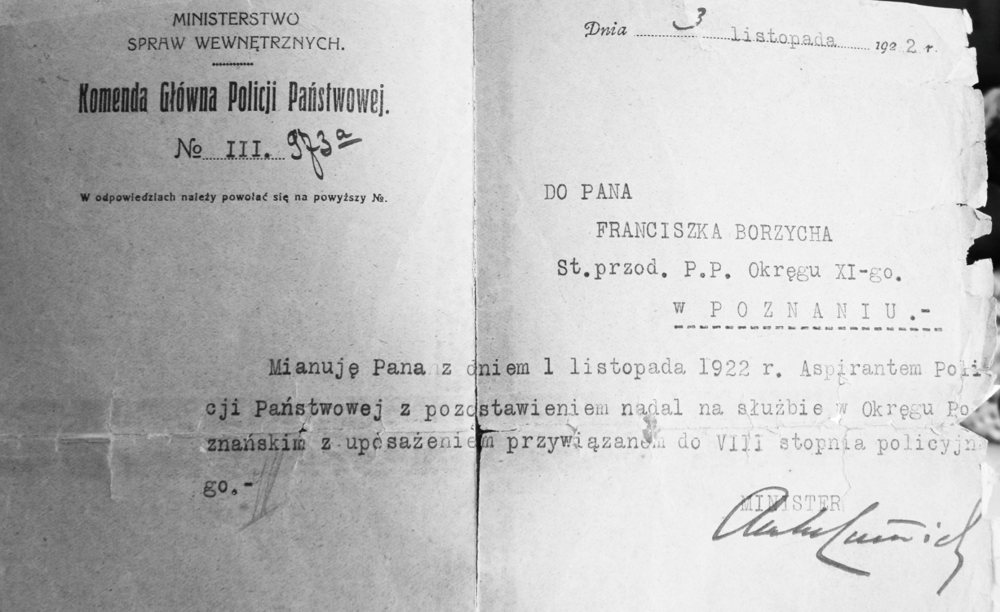 MINISTERSTWO
SPRAW WEWNĘTRZNYCH.
Komenda Główna Policji Państwowej.
№ III. 973a
W odpowiedziach należy powołać się na powyższy №.
Dnia 3 listopada 1922 r.
DO PANA
FRANCISZKA BORZYCHA
St.przod. P.P. Okręgu XI-go.
w POZNANIU.-
Mianuję Pana z dniem 1 listopada 1922 r. Aspirantem Poli
cji Państwowej z pozostawieniem nadal na służbie w Okręgu Po
znańskim z uposażeniem przywiązanem do VIII stopnia policyjn
go.-
MINISTER